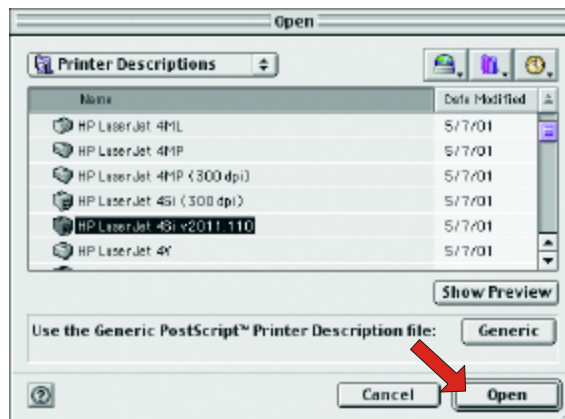 Open
Printer Descriptions
Name Date Modified
HP LaserJet 4ML 5/7/01
HP LaserJet 4MP 5/7/01
HP LaserJet 4MP (300 dpi) 5/7/01
HP LaserJet 4Si (300 dpi) 5/7/01
HP LaserJet 4Si v2011.110 5/7/01
HP LaserJet 4V 5/7/01
Show Preview
Use the Generic PostScript™ Printer Description file: Generic
? Cancel Open